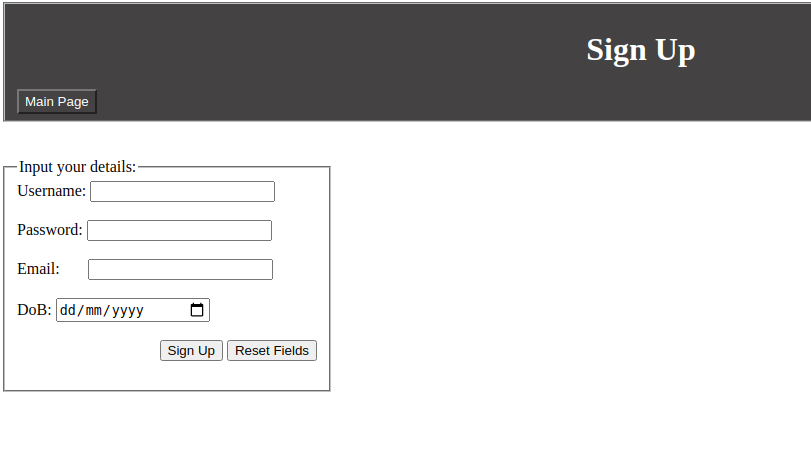 Sign Up
Main Page
Input your details:
Username:
Password:
Email:
DoB: dd/mm/yyyy
Sign Up Reset Fields